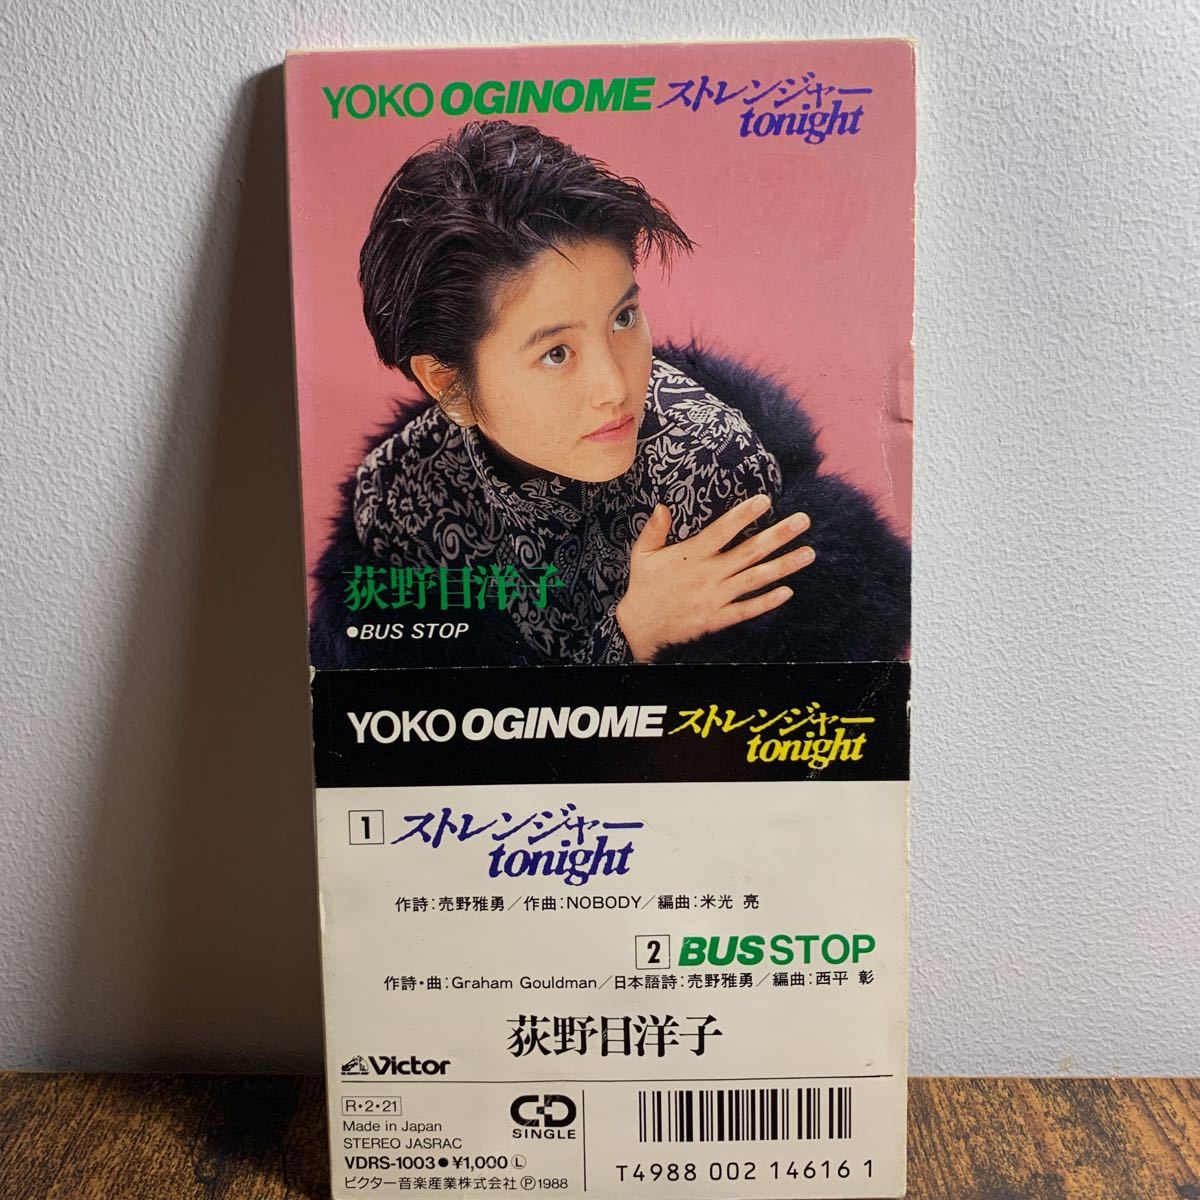 YOKO OGINOME ストレンジャー
tonight
荻野目洋子
●BUS STOP
YOKO OGINOME ストレンジャー
tonight
1 ストレンジャー
tonight
作詩:売野雅勇/作曲:NOBODY/編曲:米光 亮
2 BUS STOP
作詩・曲:Graham Gouldman/日本語詩:売野雅勇/編曲:西平 彰
荻野目洋子
Victor
R・2・21
Made in Japan
STEREO JASRAC
VDRS-1003●¥1,000 Ⓛ
ビクター音楽産業株式会社 Ⓟ1988
CD
SINGLE
T4988 002 14616 1